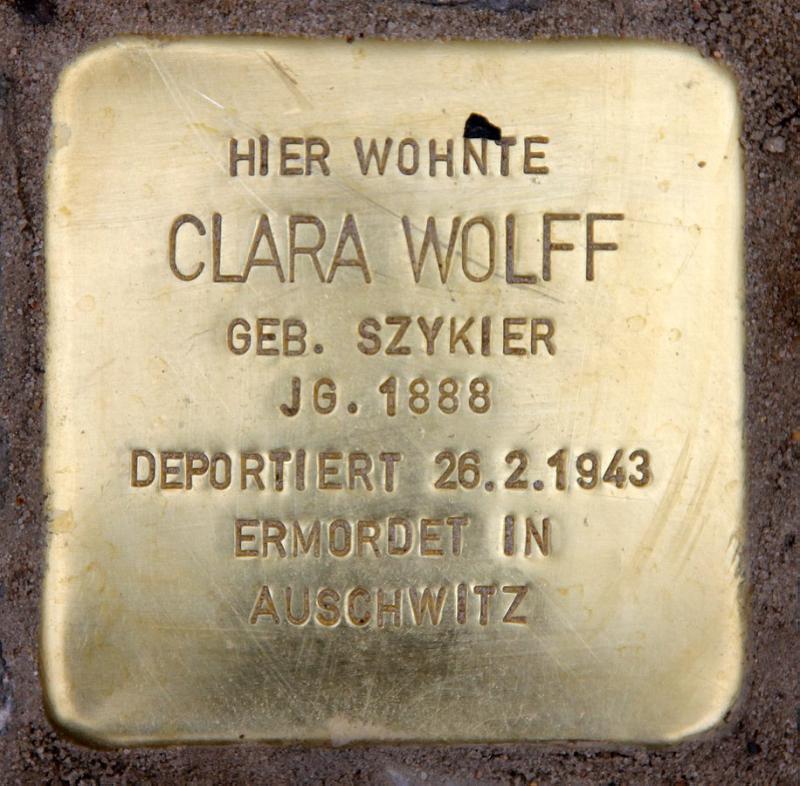 HIER WOHNTE
CLARA WOLFF
GEB. SZYKIER
JG. 1888
DEPORTIERT 26.2.1943
ERMORDET IN
AUSCHWITZ